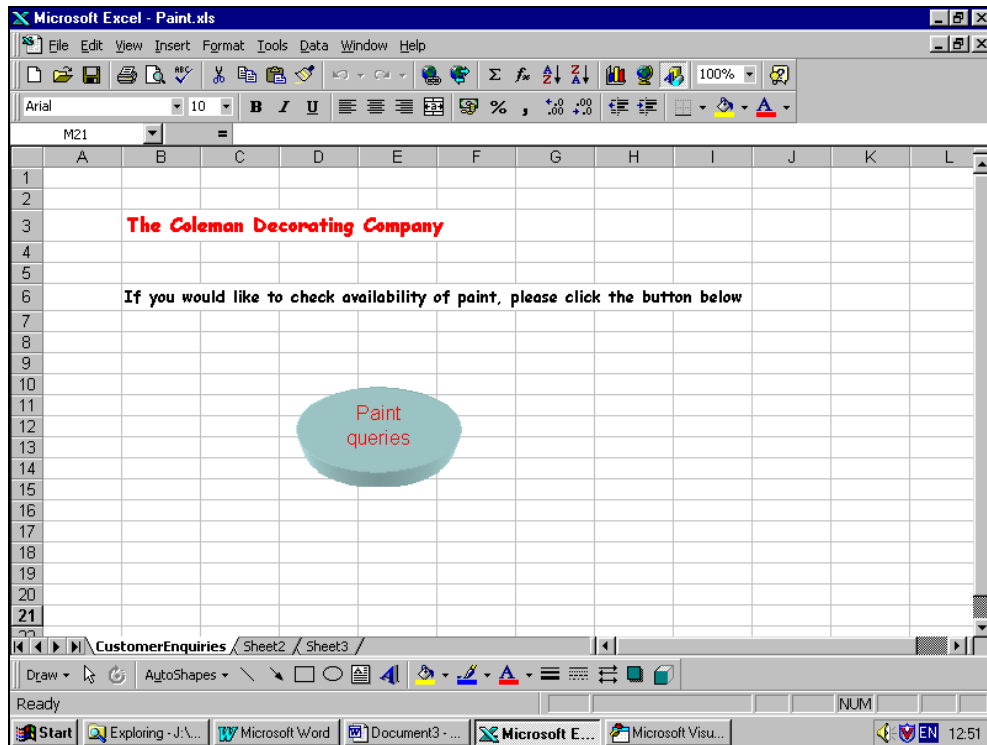 Microsoft Excel - Paint.xls
File Edit View Insert Format Tools Data Window Help
100%
Arial 10 B I U % ,
M21 =
A B C D E F G H I J K L
1
2
3 The Coleman Decorating Company
4
5
6 If you would like to check availability of paint, please click the button below
7
8
9
10
11 Paint
12
queries
13
14
15
16
17
18
19
20
21
22
CustomerEnquiries Sheet2 Sheet3
Draw AutoShapes
Ready NUM
Start Exploring - J:\... Microsoft Word Document3 - ... Microsoft E... Microsoft Visu... EN 12:51